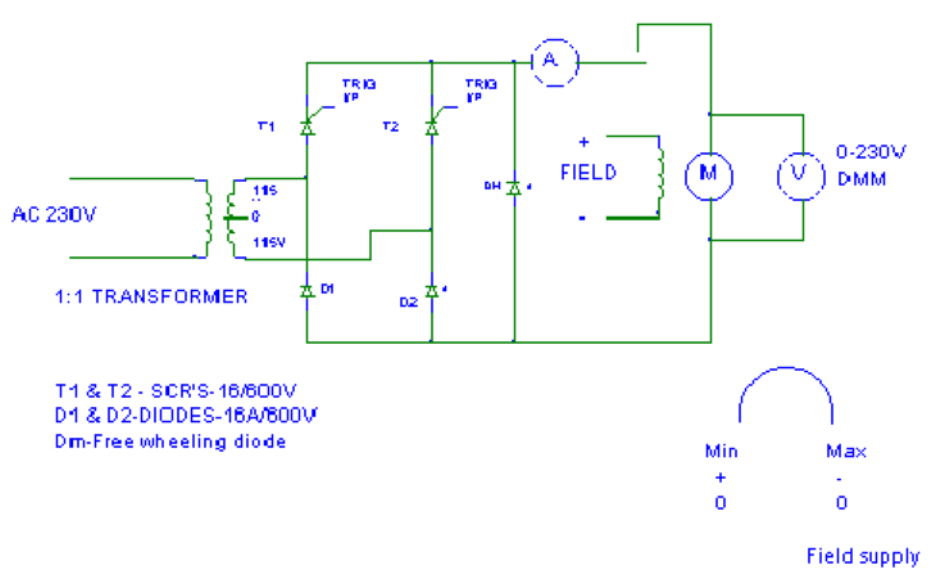 A
TRIG
I/P
TRIG
I/P
T1
T2
+
FIELD
-
M
V
0-230V
DMM
AC 230V
115
0
115V
DM
1:1 TRANSFORMER
D1
D2
T1 & T2 - SCR'S-16/600V
D1 & D2-DIODES-16A/600V
Dm-Free wheeling diode
Min
Max
+
-
0
0
Field supply